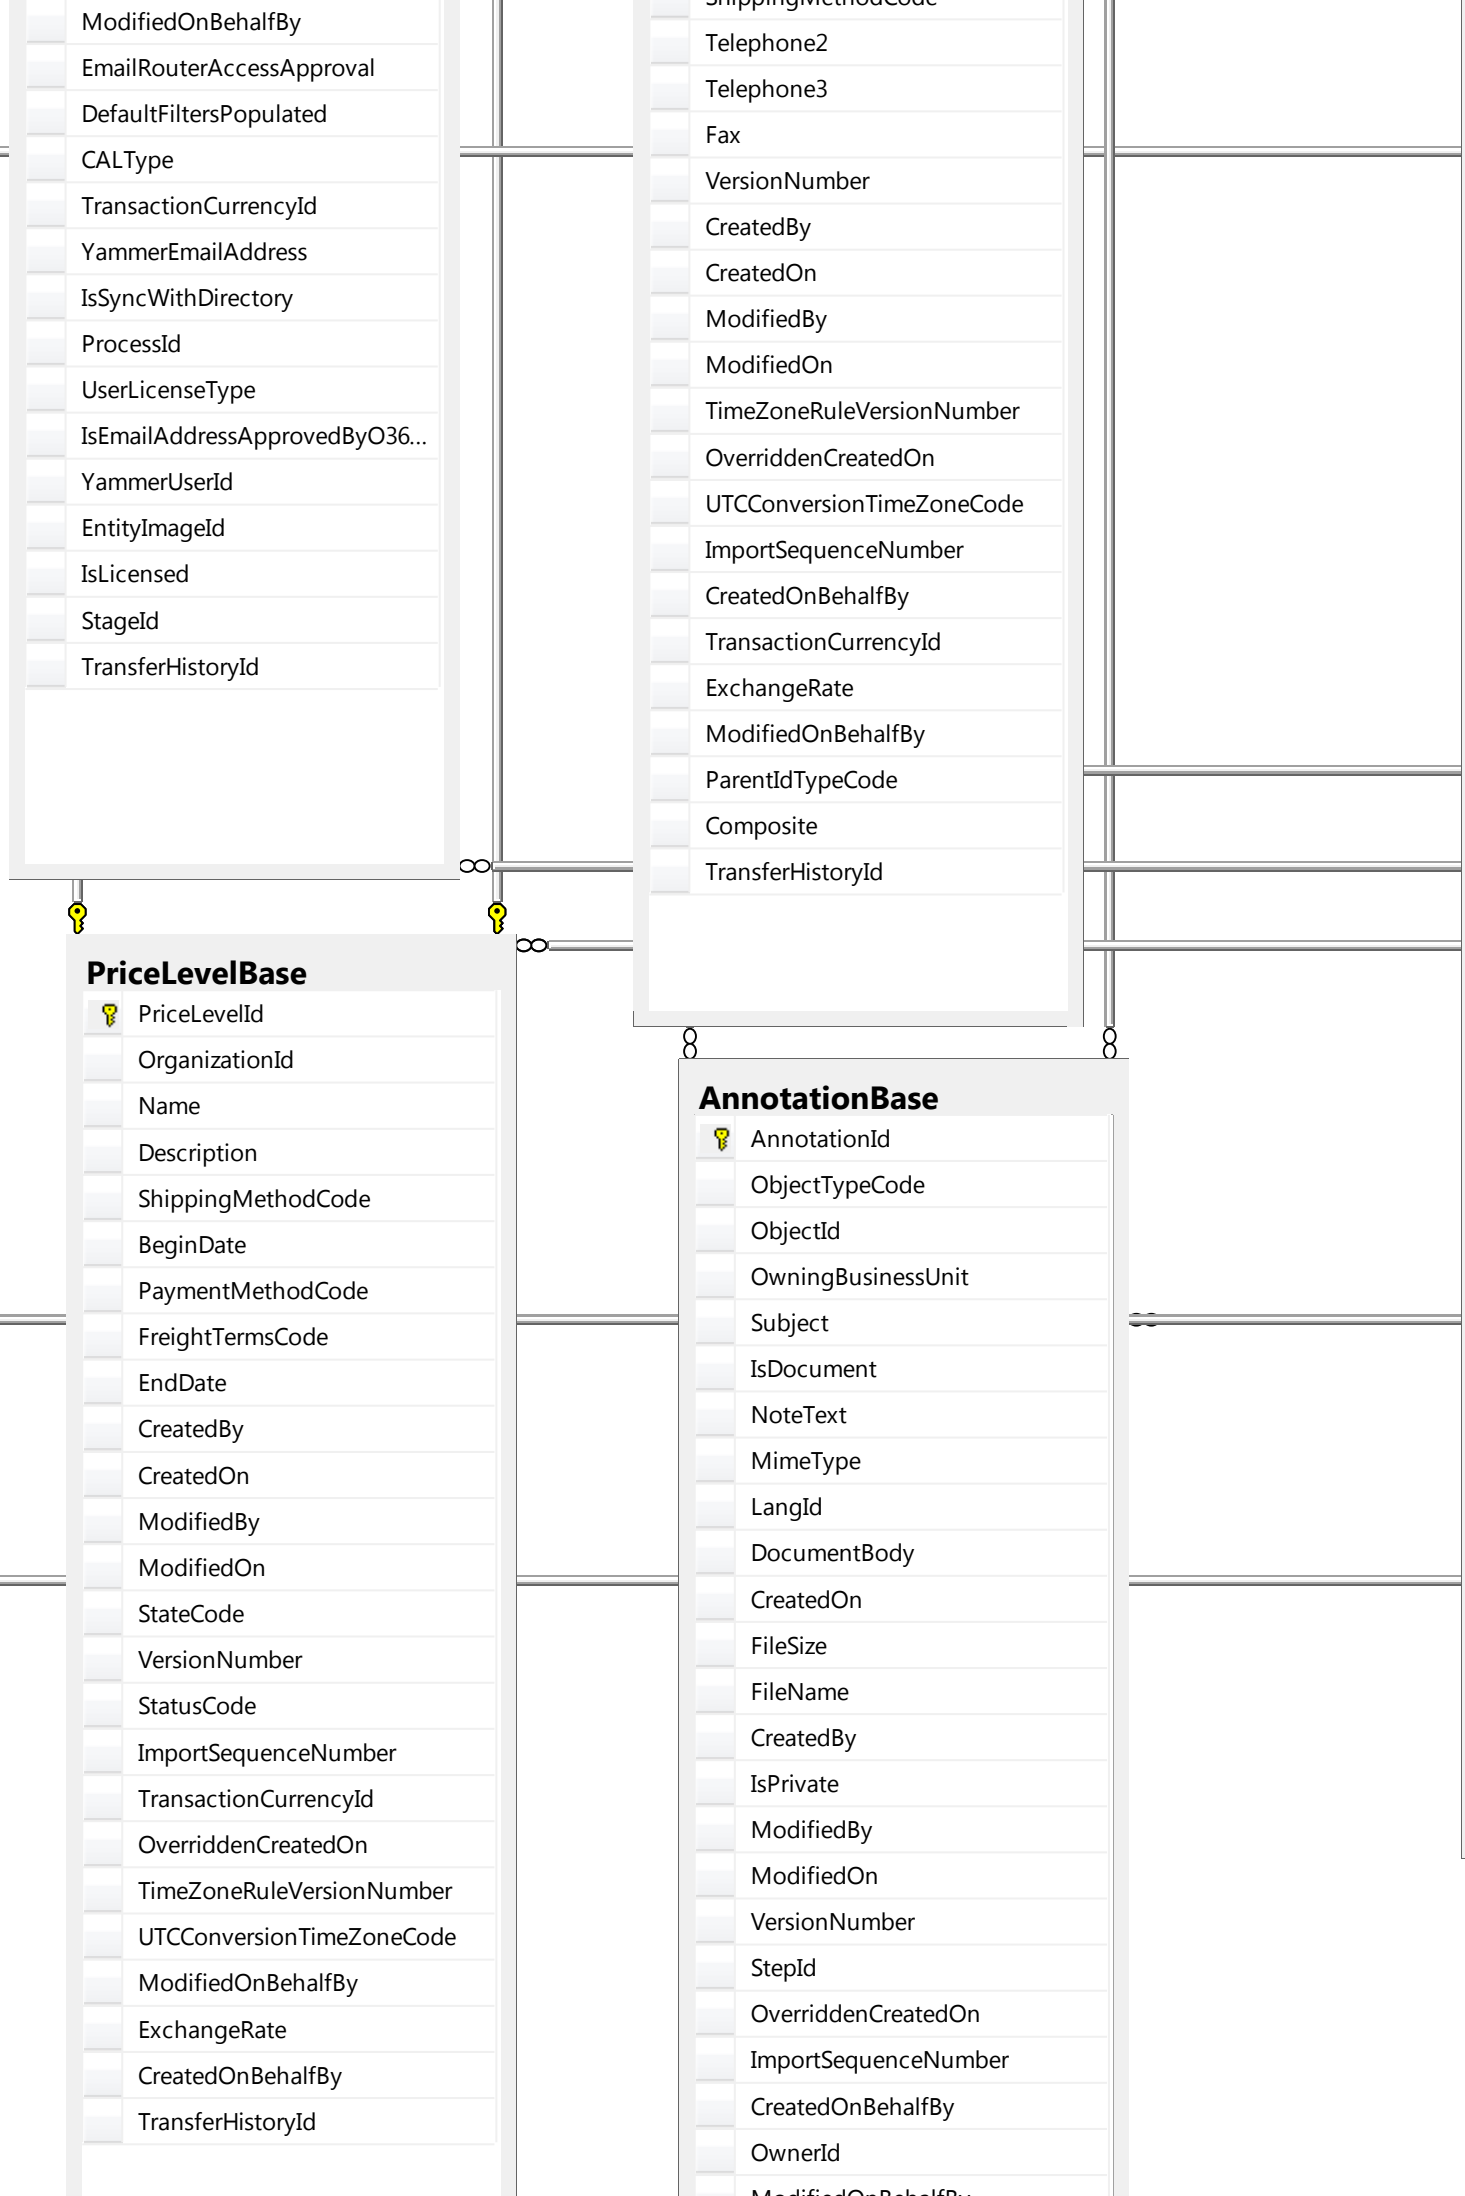 ModifiedOnBehalfBy
EmailRouterAccessApproval
DefaultFiltersPopulated
CALType
TransactionCurrencyId
YammerEmailAddress
IsSyncWithDirectory
ProcessId
UserLicenseType
IsEmailAddressApprovedByO36...
YammerUserId
EntityImageId
IsLicensed
StageId
TransferHistoryId
ShippingMethodCode
Telephone2
Telephone3
Fax
VersionNumber
CreatedBy
CreatedOn
ModifiedBy
ModifiedOn
TimeZoneRuleVersionNumber
OverriddenCreatedOn
UTCConversionTimeZoneCode
ImportSequenceNumber
CreatedOnBehalfBy
TransactionCurrencyId
ExchangeRate
ModifiedOnBehalfBy
ParentIdTypeCode
Composite
TransferHistoryId
PriceLevelBase
PriceLevelId
OrganizationId
Name
Description
ShippingMethodCode
BeginDate
PaymentMethodCode
FreightTermsCode
EndDate
CreatedBy
CreatedOn
ModifiedBy
ModifiedOn
StateCode
VersionNumber
StatusCode
ImportSequenceNumber
TransactionCurrencyId
OverriddenCreatedOn
TimeZoneRuleVersionNumber
UTCConversionTimeZoneCode
ModifiedOnBehalfBy
ExchangeRate
CreatedOnBehalfBy
TransferHistoryId
AnnotationBase
AnnotationId
ObjectTypeCode
ObjectId
OwningBusinessUnit
Subject
IsDocument
NoteText
MimeType
LangId
DocumentBody
CreatedOn
FileSize
FileName
CreatedBy
IsPrivate
ModifiedBy
ModifiedOn
VersionNumber
StepId
OverriddenCreatedOn
ImportSequenceNumber
CreatedOnBehalfBy
OwnerId
ModifiedOnBehalfBy